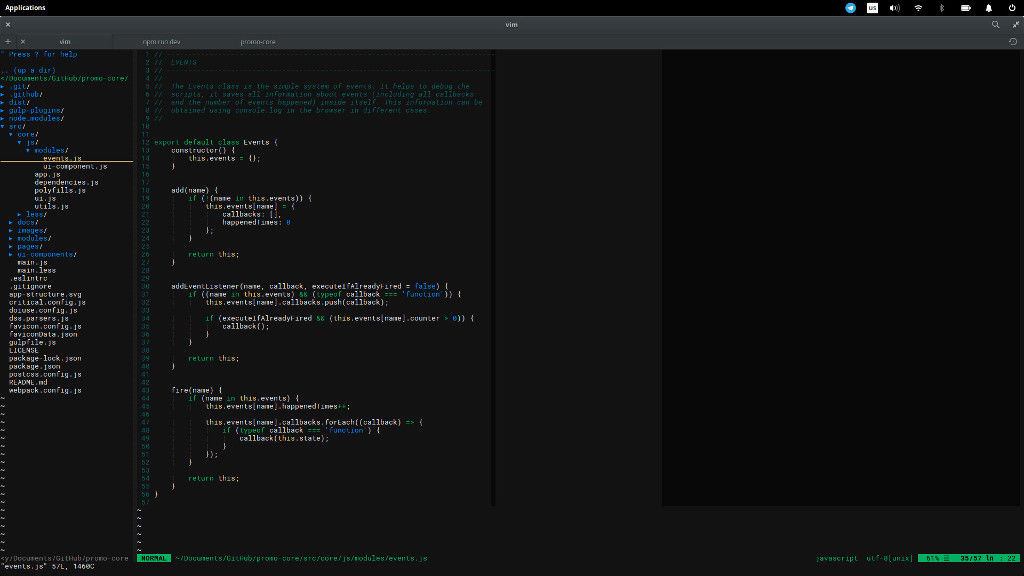 Applications
us
vim
vim
npm run dev
promo-core
" Press ? for help
.. (up a dir)
</Documents/GitHub/promo-core/
▸ .git/
▸ .github/
▸ dist/
▸ gulp-plugins/
▸ node_modules/
▾ src/
▾ core/
▾ js/
▾ modules/
events.js
ui-component.js
app.js
dependencies.js
polyfills.js
ui.js
utils.js
▸ less/
▸ docs/
▸ images/
▸ modules/
▸ pages/
▸ ui-components/
main.js
main.less
.eslintrc
.gitignore
app-structure.svg
critical.config.js
doiuse.config.js
dss.parsers.js
favicon.config.js
faviconData.json
gulpfile.js
LICENSE
package-lock.json
package.json
postcss.config.js
README.md
webpack.config.js
1 // ----------------------------------------
2 //  EVENTS
3 // ----------------------------------------
4 //
5 //  The Events class is the simple system of events. It helps to debug the
6 //  scripts, it saves all information about events (including all callbacks
7 //  and the number of events happened) inside itself. This information can be
8 //  obtained using console.log in the browser in different cases.
9 //
10
11
12 export default class Events {
13     constructor() {
14         this.events = {};
15     }
16
17
18     add(name) {
19         if (!(name in this.events)) {
20             this.events[name] = {
21                 callbacks: [],
22                 happenedTimes: 0
23             };
24         }
25
26         return this;
27     }
28
29
30     addEventListener(name, callback, executeIfAlreadyFired = false) {
31         if ((name in this.events) && (typeof callback === 'function')) {
32             this.events[name].callbacks.push(callback);
33
34             if (executeIfAlreadyFired && (this.events[name].counter > 0)) {
35                 callback();
36             }
37         }
38
39         return this;
40     }
41
42
43     fire(name) {
44         if (name in this.events) {
45             this.events[name].happenedTimes++;
46
47             this.events[name].callbacks.forEach((callback) => {
48                 if (typeof callback === 'function') {
49                     callback(this.state);
50                 }
51             });
52         }
53
54         return this;
55     }
56 }
57
<y/Documents/GitHub/promo-core
NORMAL ~/Documents/GitHub/promo-core/src/core/js/modules/events.js
javascript utf-8[unix] 61% ☰ 35/57 ln : 22
"events.js" 57L, 1460C